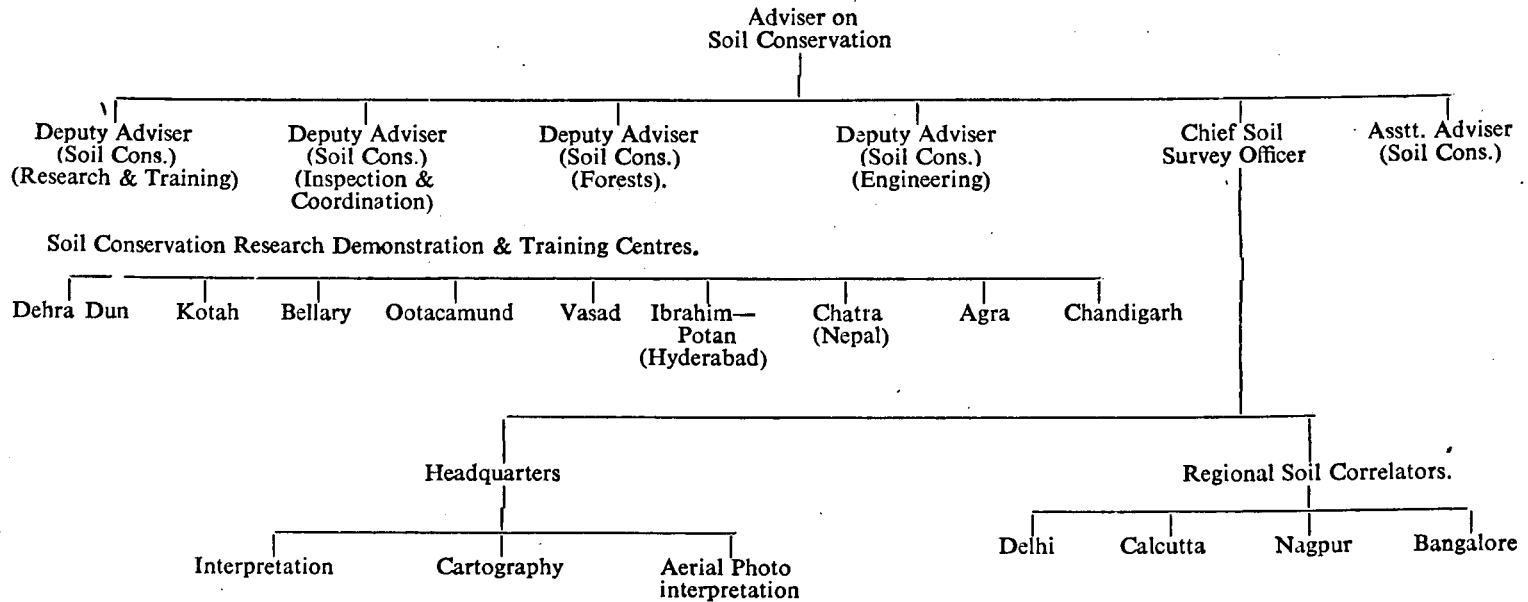 Adviser on
Soil Conservation
Deputy Adviser
(Soil Cons.)
(Research & Training)
Deputy Adviser
(Soil Cons.)
(Inspection &
Coordination)
Deputy Adviser
(Soil Cons.)
(Forests).
Deputy Adviser
(Soil Cons.)
(Engineering)
Chief Soil
Survey Officer
Asstt. Adviser
(Soil Cons.)
Soil Conservation Research Demonstration & Training Centres.
Dehra Dun
Kotah
Bellary
Ootacamund
Vasad
Ibrahim—
Potan
(Hyderabad)
Chatra
(Nepal)
Agra
Chandigarh
Headquarters
Regional Soil Correlators.
Interpretation
Cartography
Aerial Photo
interpretation
Delhi
Calcutta
Nagpur
Bangalore